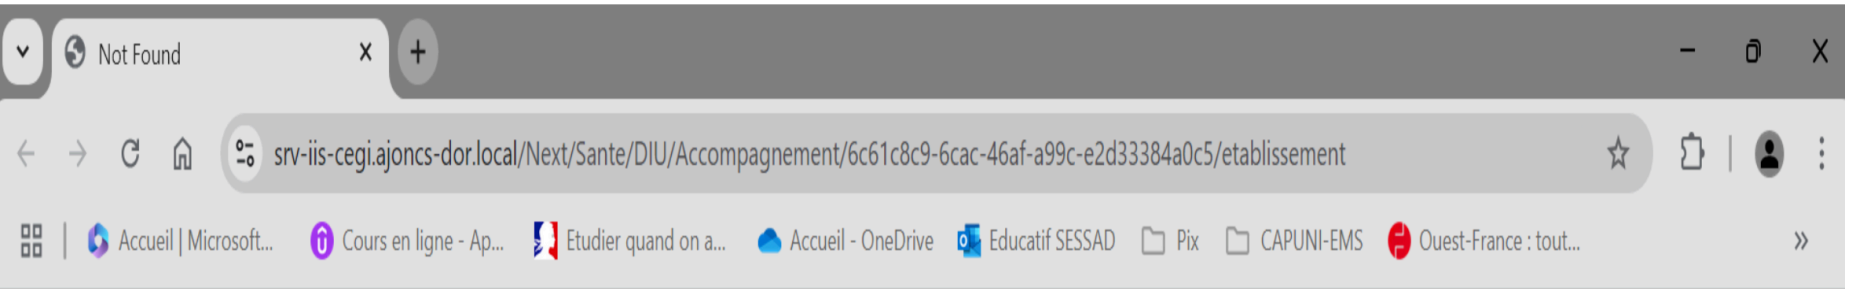 Not Found
srv-iis-cegi.ajoncs-dor.local/Next/Sante/DIU/Accompagnement/6c61c8c9-6cac-46af-a99c-e2d33384a0c5/etablissement
Accueil | Microsoft... Cours en ligne - Ap... Etudier quand on a... Accueil - OneDrive Educatif SESSAD Pix CAPUNI-EMS Ouest-France : tout...